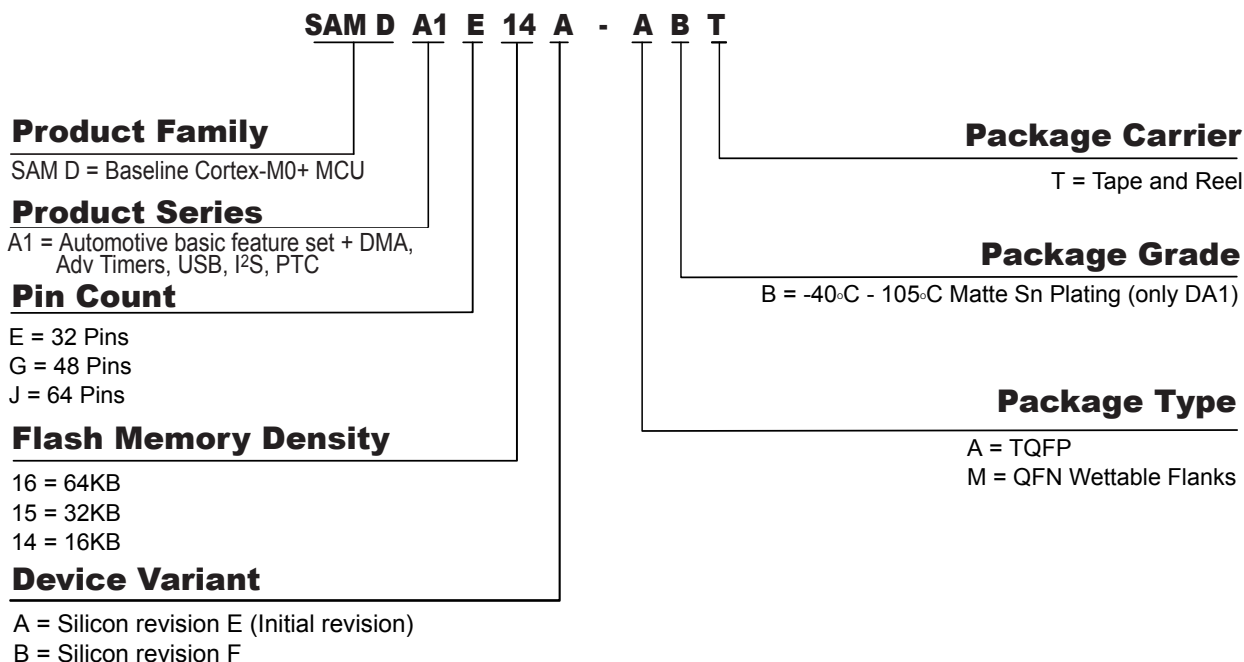 SAM D A1 E 14 A - A B T
Product Family
SAM D = Baseline Cortex-M0+ MCU
Product Series
A1 = Automotive basic feature set + DMA,
Adv Timers, USB, I²S, PTC
Pin Count
E = 32 Pins
G = 48 Pins
J = 64 Pins
Flash Memory Density
16 = 64KB
15 = 32KB
14 = 16KB
Device Variant
A = Silicon revision E (Initial revision)
B = Silicon revision F
Package Carrier
T = Tape and Reel
Package Grade
B = -40°C - 105°C Matte Sn Plating (only DA1)
Package Type
A = TQFP
M = QFN Wettable Flanks